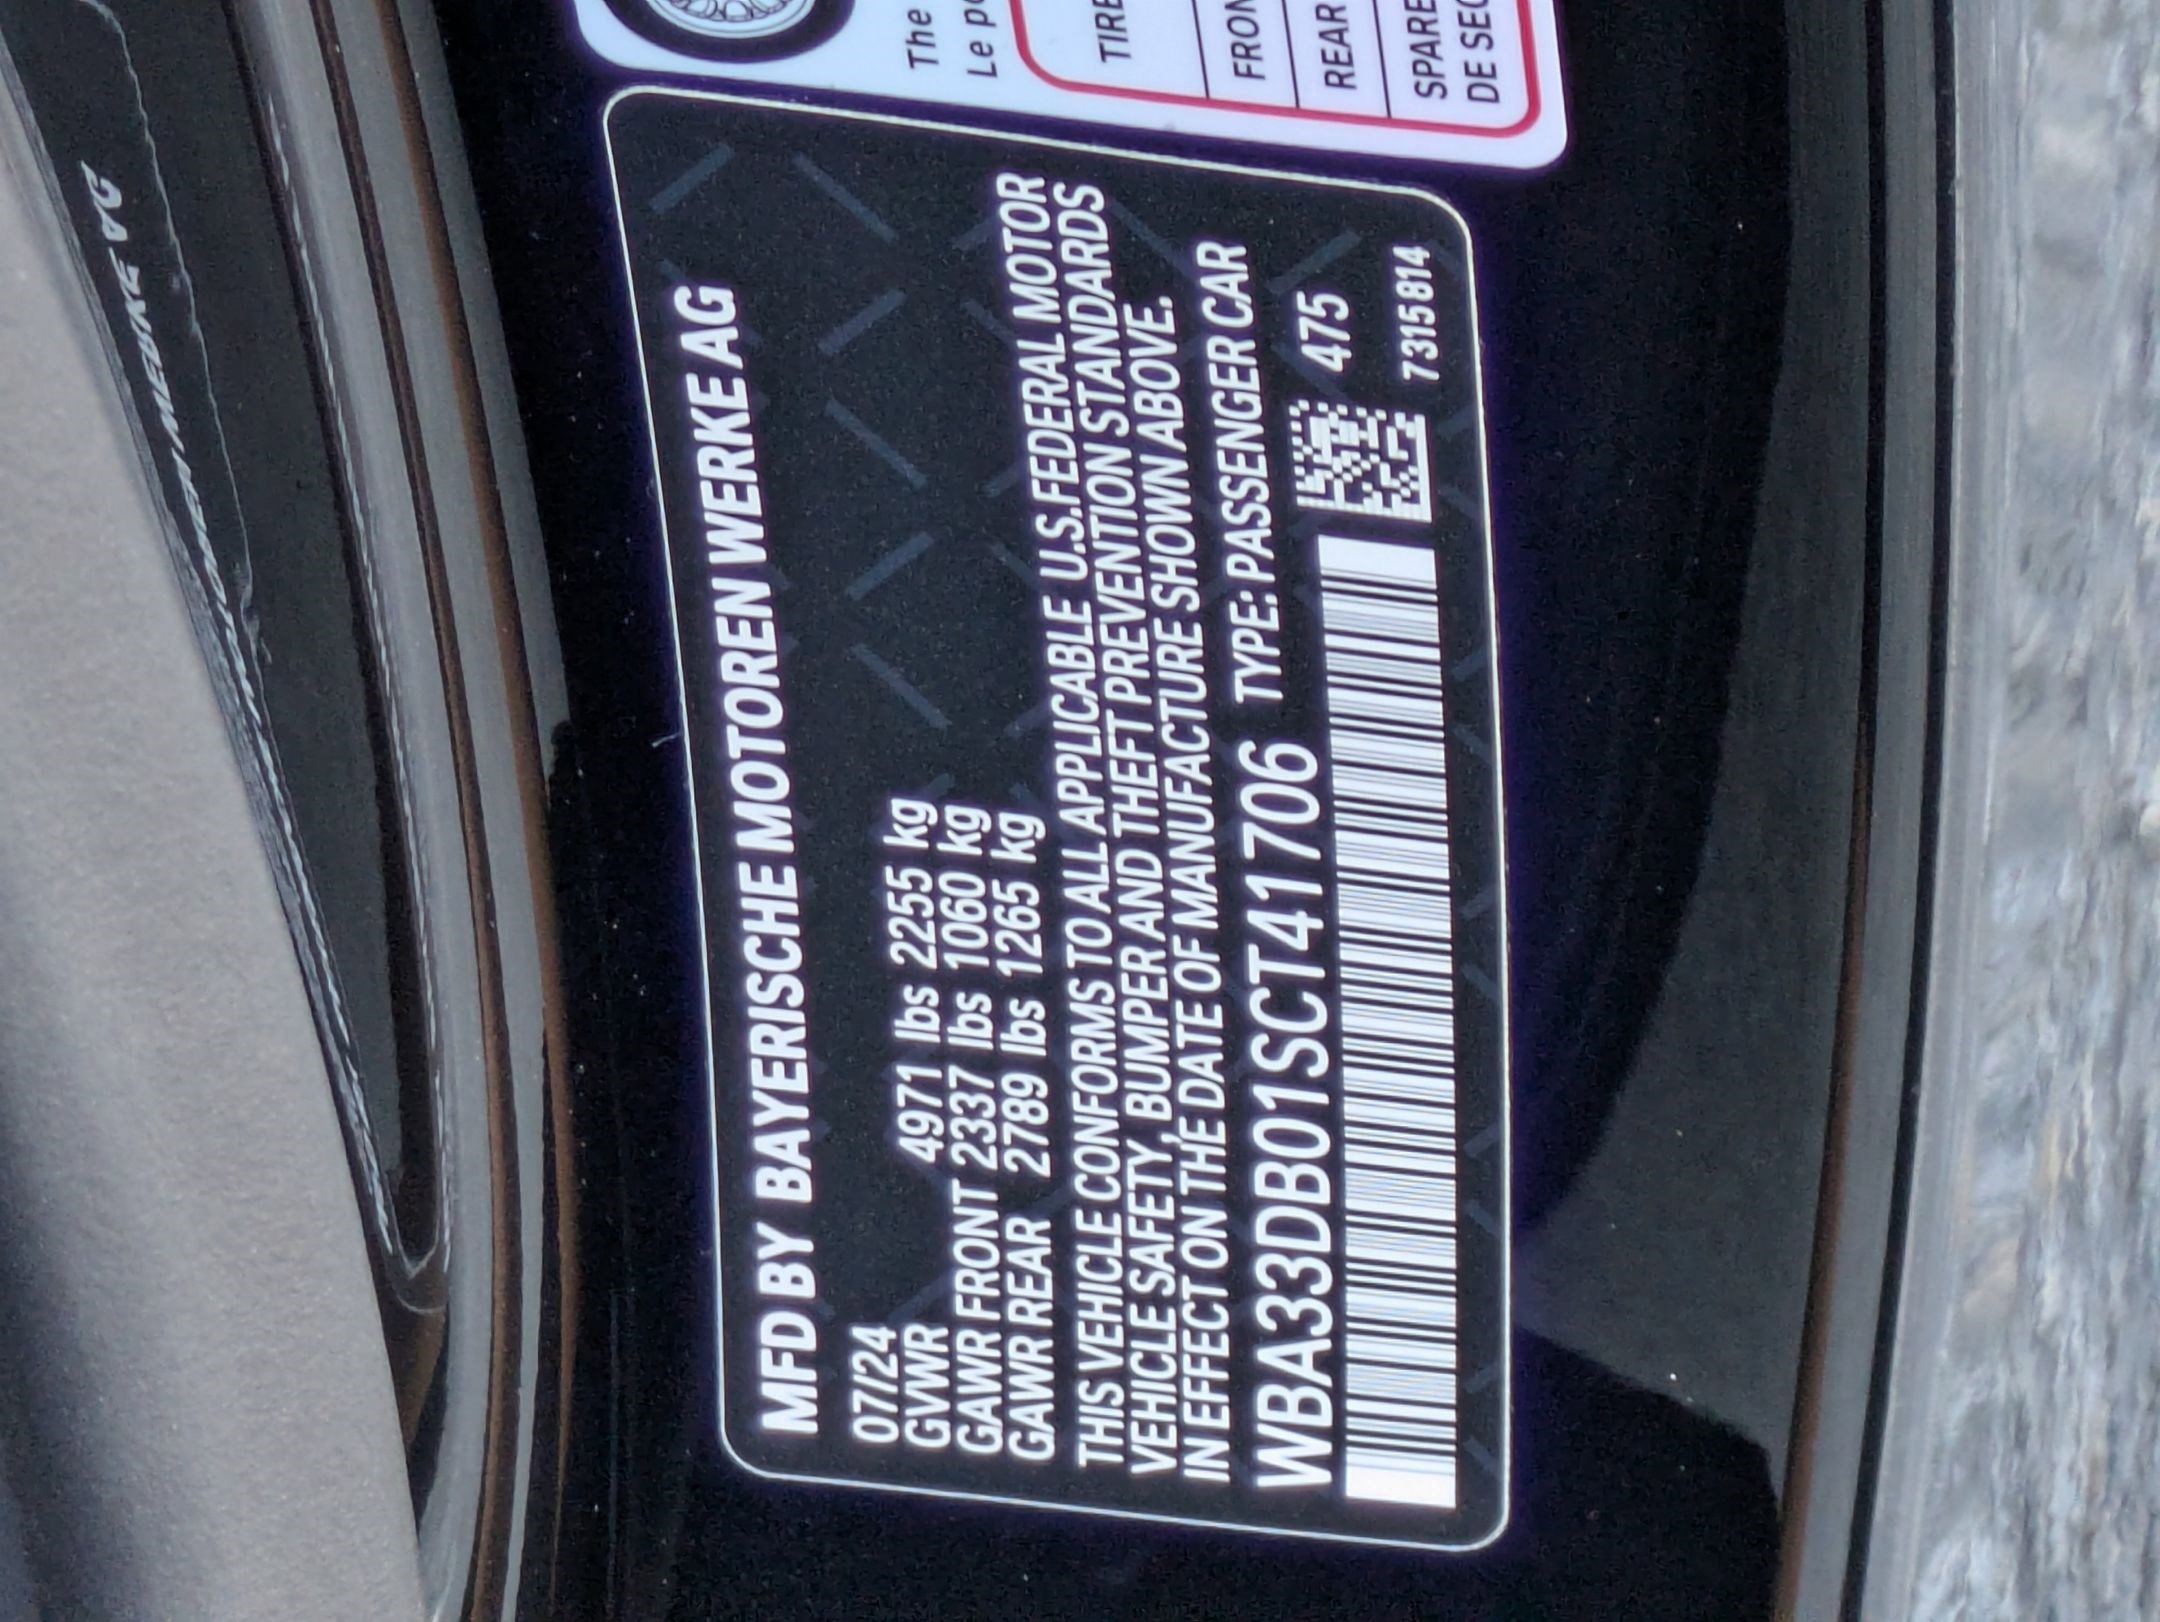 MFD BY BAYERISCHE MOTOREN WERKE AG
07/24
GVWR 4971 lbs 2255 kg
GAWR FRONT 2337 lbs 1060 kg
GAWR REAR 2789 lbs 1265 kg
THIS VEHICLE CONFORMS TO ALL APPLICABLE U.S.FEDERAL MOTOR
VEHICLE SAFETY, BUMPER AND THEFT PREVENTION STANDARDS
IN EFFECT ON THE DATE OF MANUFACTURE SHOWN ABOVE.
WBA33DB01SCT41706 TYPE: PASSENGER CAR
475
7315 814
The
Le
TIRE
FRON
REAR
SPARE
DE SEC